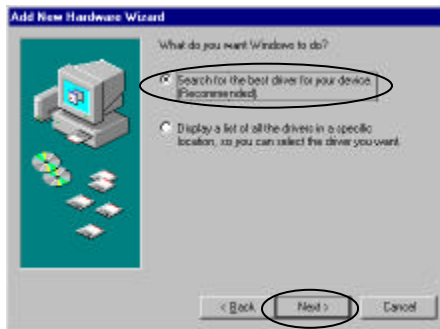 Add New Hardware Wizard
What do you want Windows to do?
Search for the best driver for your device.
(Recommended).
Display a list of all the drivers in a specific
location, so you can select the driver you want.
< Back
Next >
Cancel